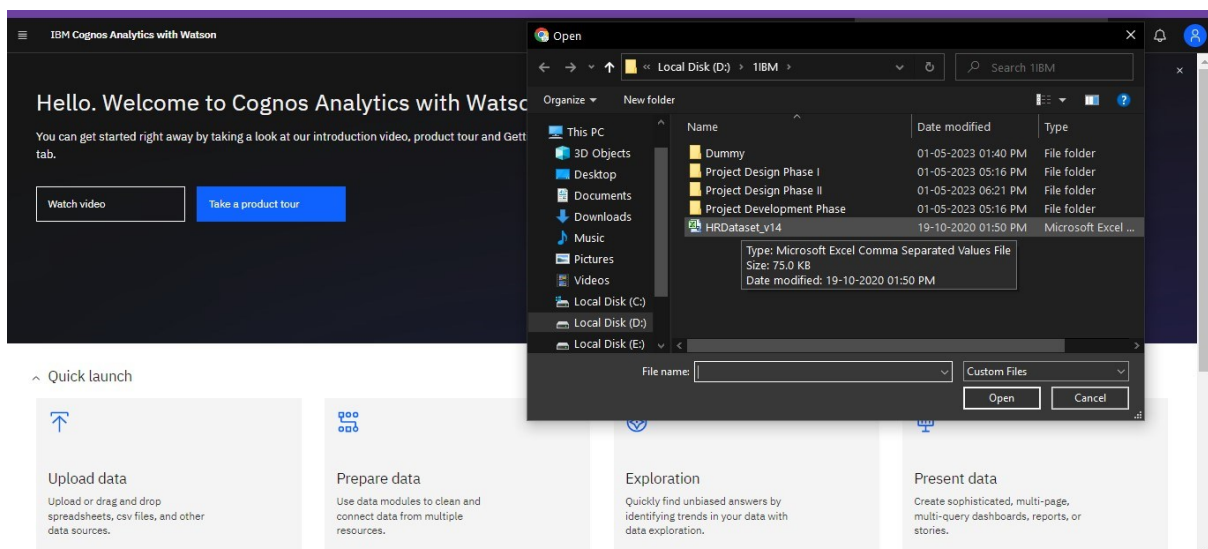 IBM Cognos Analytics with Watson
Hello. Welcome to Cognos Analytics with Watso
You can get started right away by taking a look at our introduction video, product tour and Gett
tab.
Watch video
Take a product tour
Open
Local Disk (D:) > 1IBM >
Search 1IBM
Organize
New folder
This PC
3D Objects
Desktop
Documents
Downloads
Music
Pictures
Videos
Local Disk (C:)
Local Disk (D:)
Local Disk (E:)
Name Date modified Type
Dummy 01-05-2023 01:40 PM File folder
Project Design Phase I 01-05-2023 05:16 PM File folder
Project Design Phase II 01-05-2023 06:21 PM File folder
Project Development Phase 01-05-2023 05:16 PM File folder
HRDataset_v14 19-10-2020 01:50 PM Microsoft Excel ...
Type: Microsoft Excel Comma Separated Values File
Size: 75.0 KB
Date modified: 19-10-2020 01:50 PM
File name:
Custom Files
Open
Cancel
Quick launch
Upload data
Upload or drag and drop
spreadsheets, csv files, and other
data sources.
Prepare data
Use data modules to clean and
connect data from multiple
resources.
Exploration
Quickly find unbiased answers by
identifying trends in your data with
data exploration.
Present data
Create sophisticated, multi-page,
multi-query dashboards, reports, or
stories.